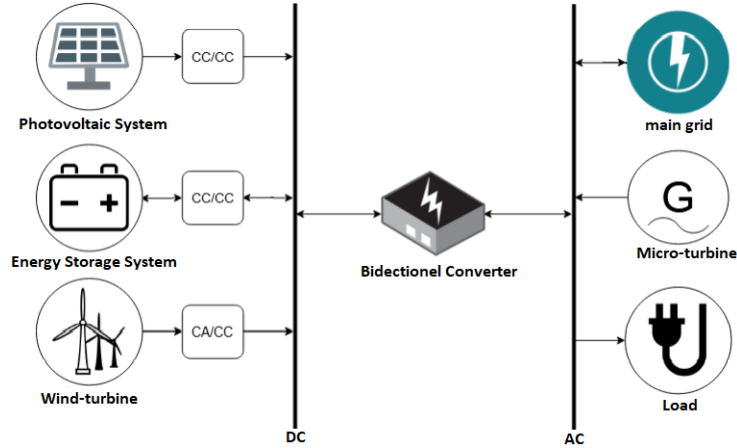 CC/CC
Photovoltaic System
main grid
CC/CC
G
Energy Storage System
Bidectionel Converter
Micro-turbine
CA/CC
Wind-turbine
Load
DC
AC